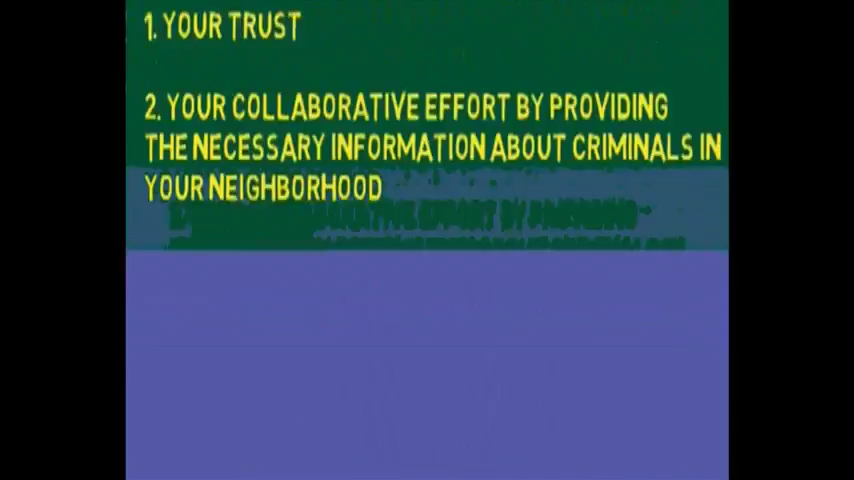 1. YOUR TRUST
2. YOUR COLLABORATIVE EFFORT BY PROVIDING
THE NECESSARY INFORMATION ABOUT CRIMINALS IN
YOUR NEIGHBORHOOD